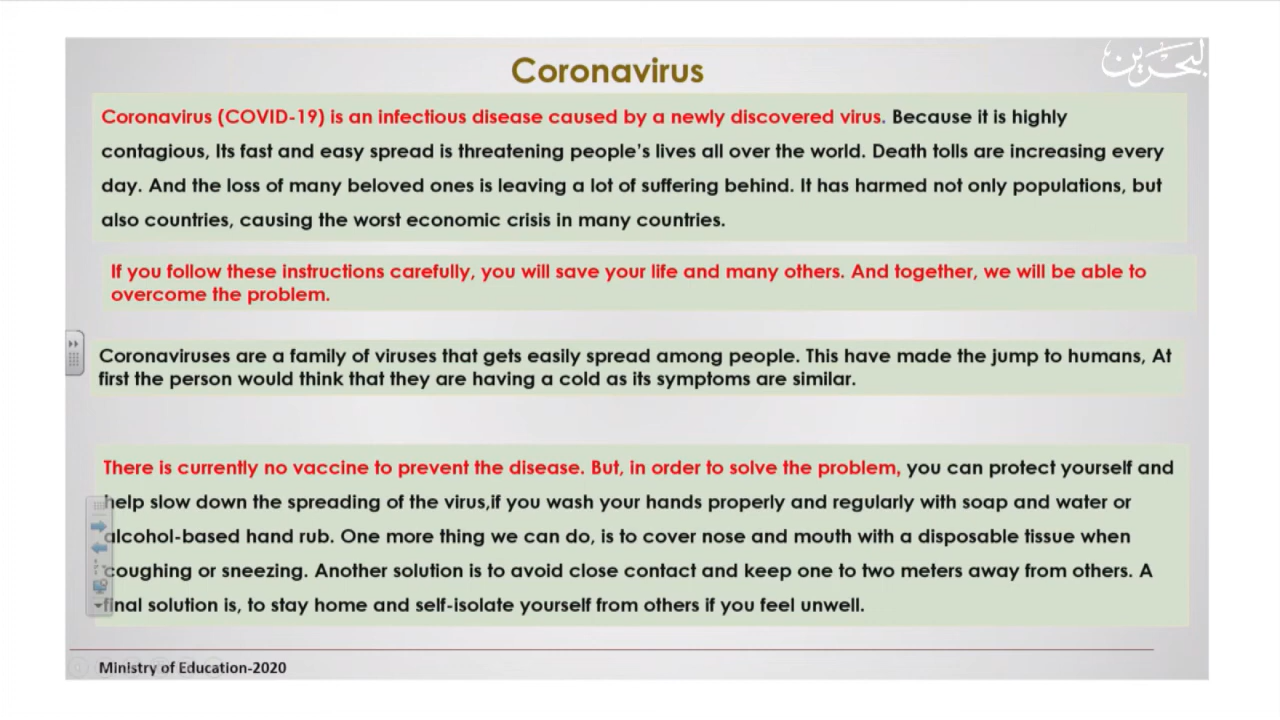 البحرين
Coronavirus
Coronavirus (COVID-19) is an infectious disease caused by a newly discovered virus. Because it is highly
contagious, Its fast and easy spread is threatening people's lives all over the world. Death tolls are increasing every
day. And the loss of many beloved ones is leaving a lot of suffering behind. It has harmed not only populations, but
also countries, causing the worst economic crisis in many countries.
If you follow these instructions carefully, you will save your life and many others. And together, we will be able to
overcome the problem.
Coronaviruses are a family of viruses that gets easily spread among people. This have made the jump to humans, At
first the person would think that they are having a cold as its symptoms are similar.
There is currently no vaccine to prevent the disease. But, in order to solve the problem, you can protect yourself and
help slow down the spreading of the virus,if you wash your hands properly and regularly with soap and water or
alcohol-based hand rub. One more thing we can do, is to cover nose and mouth with a disposable tissue when
coughing or sneezing. Another solution is to avoid close contact and keep one to two meters away from others. A
final solution is, to stay home and self-isolate yourself from others if you feel unwell.
Ministry of Education-2020